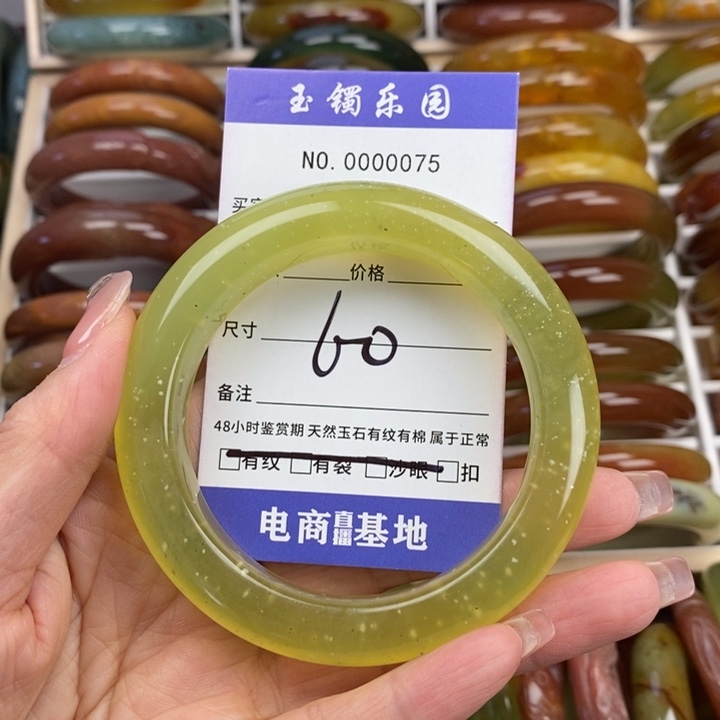 玉镯乐园
NO. 0000075
价格
尺寸 60
备注
48小时鉴赏期 天然玉石有纹有棉 属于正常
□有纹 □有裂 □沙眼 □扣
电商直播基地